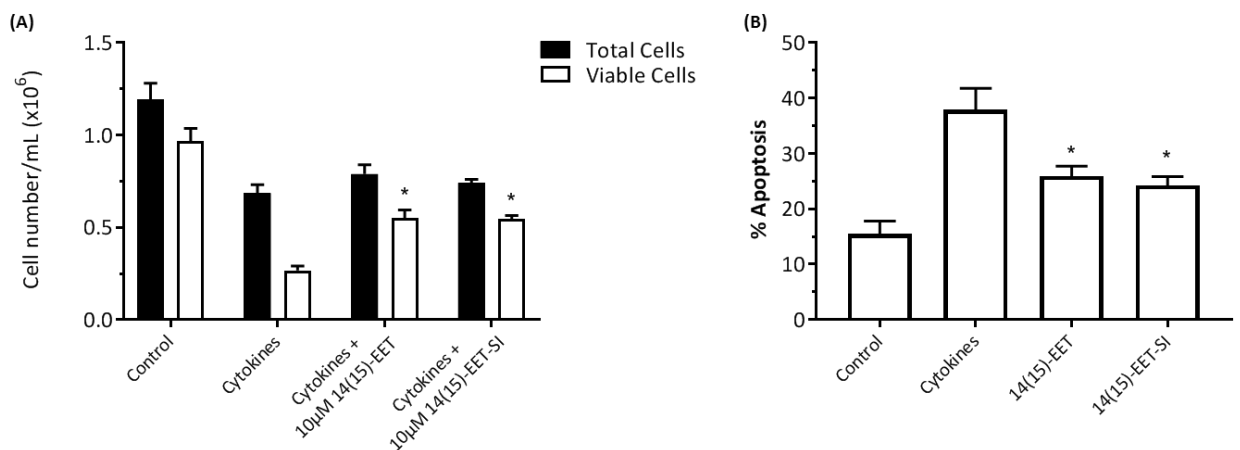 (A)
Cell number/mL (x10⁶)
1.5
1.0
0.5
0.0
Total Cells
Viable Cells
*
*
Control
Cytokines
Cytokines +
10µM 14(15)-EET
Cytokines +
10µM 14(15)-EET-SI
(B)
% Apoptosis
50
40
30
20
10
0
*
*
Control
Cytokines
14(15)-EET
14(15)-EET-SI